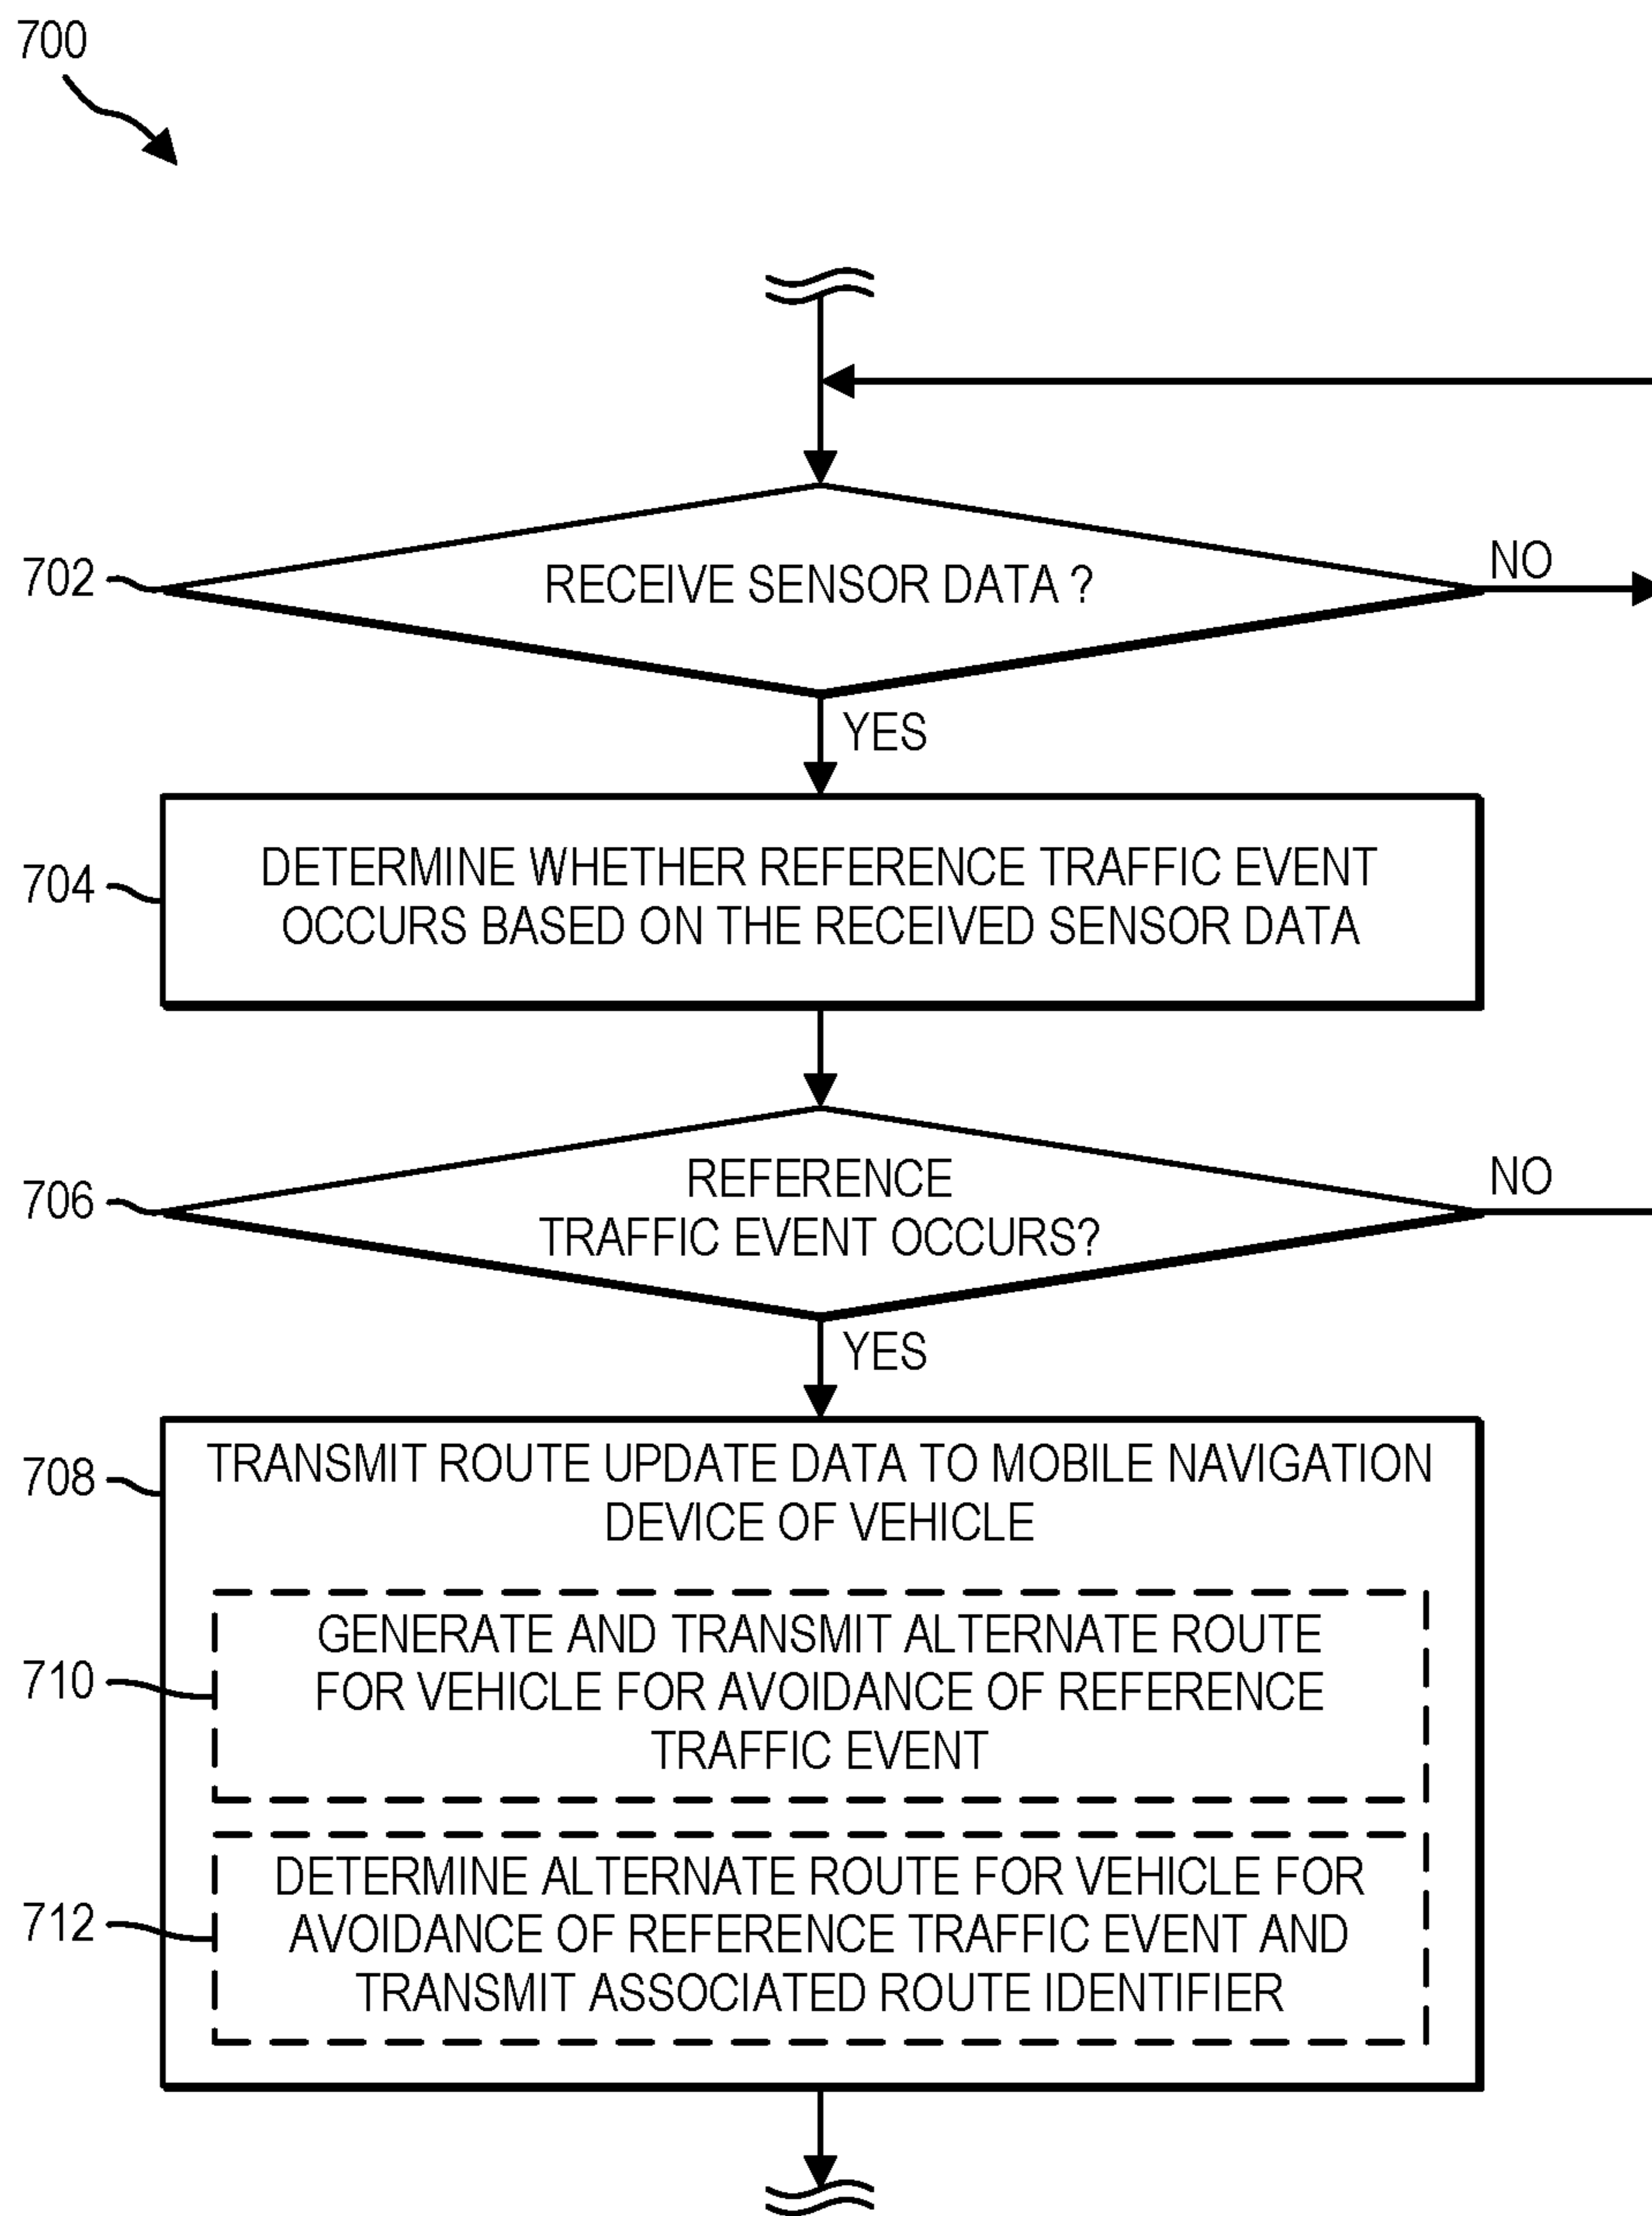 700
702
RECEIVE SENSOR DATA ?
NO
YES
704
DETERMINE WHETHER REFERENCE TRAFFIC EVENT
OCCURS BASED ON THE RECEIVED SENSOR DATA
706
REFERENCE
TRAFFIC EVENT OCCURS?
NO
YES
708
TRANSMIT ROUTE UPDATE DATA TO MOBILE NAVIGATION
DEVICE OF VEHICLE
710
GENERATE AND TRANSMIT ALTERNATE ROUTE
FOR VEHICLE FOR AVOIDANCE OF REFERENCE
TRAFFIC EVENT
712
DETERMINE ALTERNATE ROUTE FOR VEHICLE FOR
AVOIDANCE OF REFERENCE TRAFFIC EVENT AND
TRANSMIT ASSOCIATED ROUTE IDENTIFIER